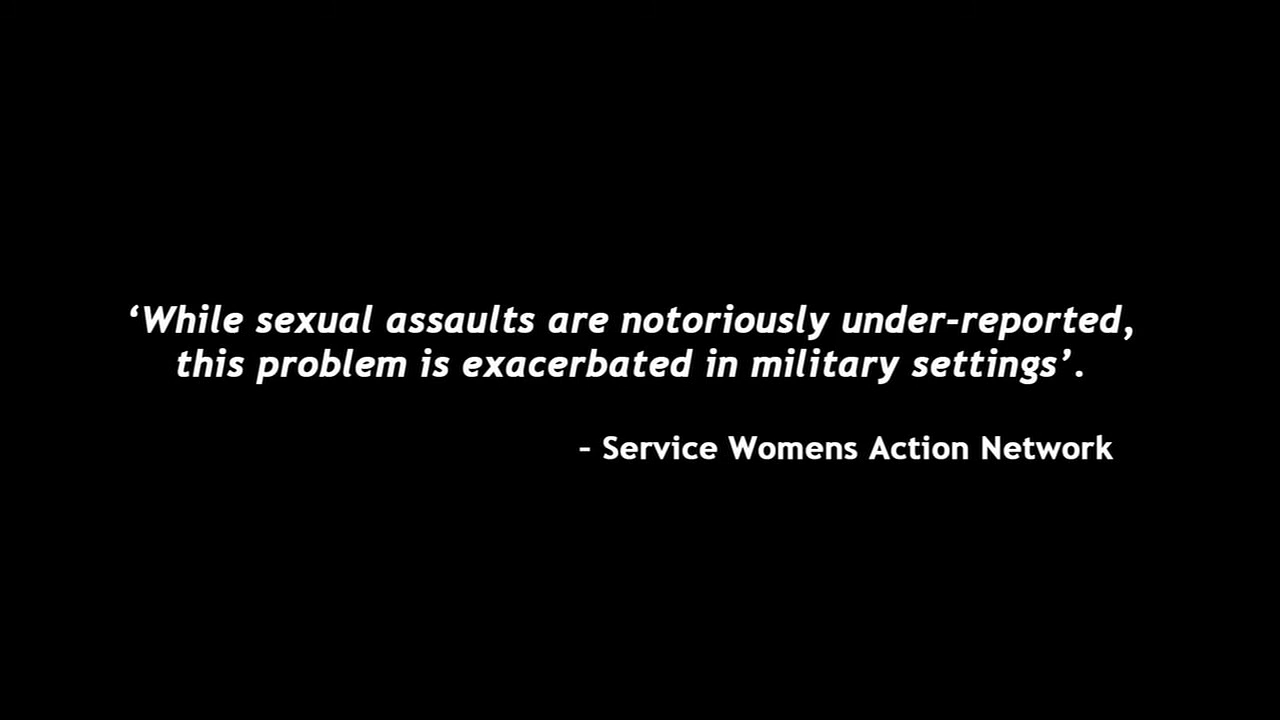 ‘While sexual assaults are notoriously under-reported,
this problem is exacerbated in military settings’.
– Service Womens Action Network